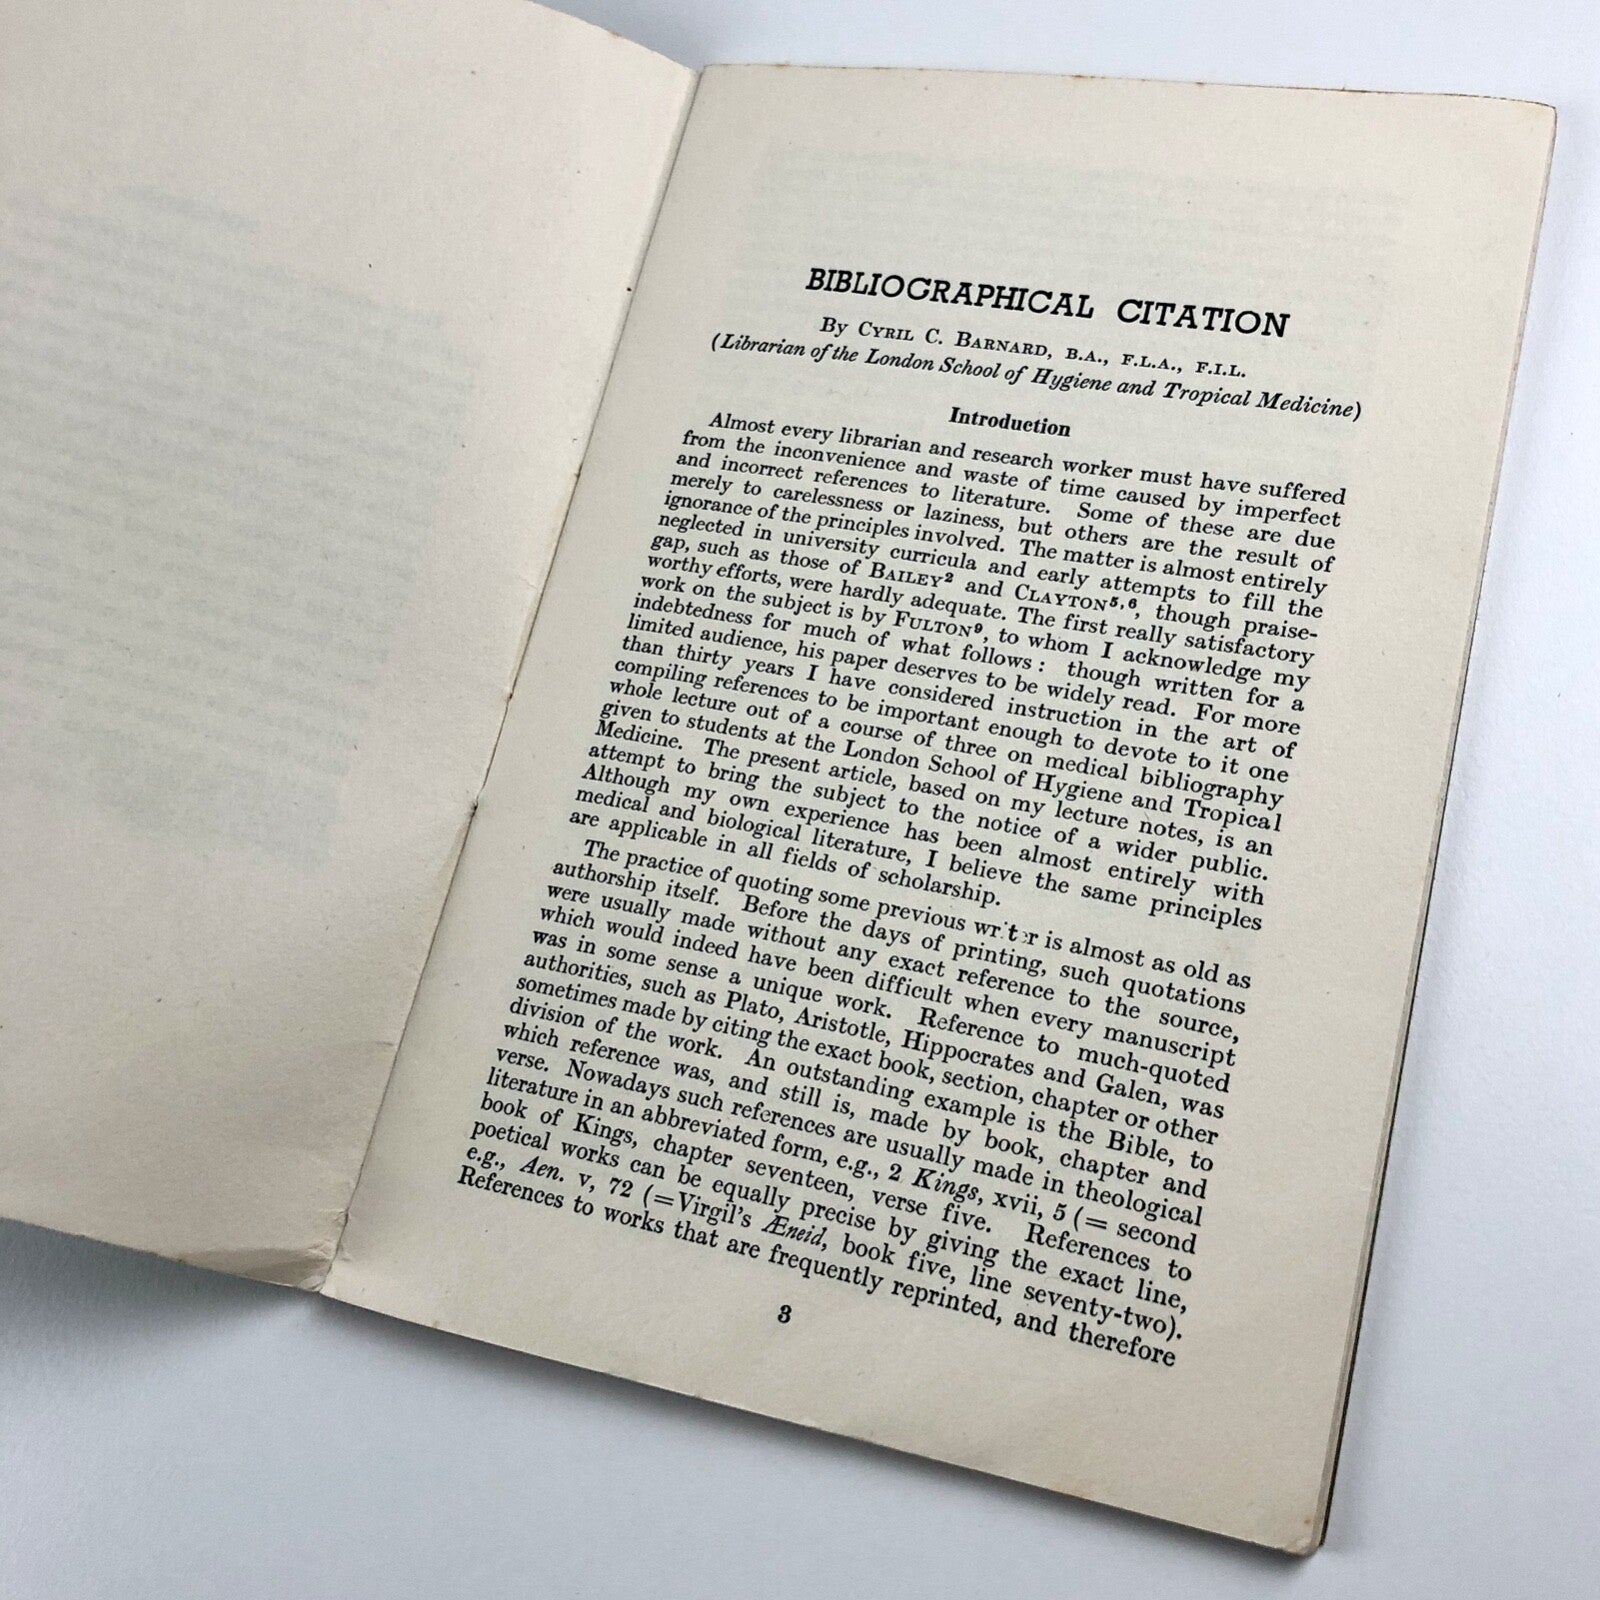 BIBLIOGRAPHICAL CITATION
By CYRIL C. BARNARD, B.A., F.L.A., F.I.L.
(Librarian of the London School of Hygiene and Tropical Medicine)
Introduction
Almost every librarian and research worker must have suffered
from the inconvenience and waste of time caused by imperfect
and incorrect references to literature. Some of these are due
merely to carelessness or laziness, but others are the result of
ignorance of the principles involved. The matter is almost entirely
neglected in university curricula and early attempts to fill the
gap, such as those of BAILEY² and CLAYTON⁵,⁶, though praise-
worthy efforts, were hardly adequate. The first really satisfactory
work on the subject is by FULTON⁹, to whom I acknowledge my
indebtedness for much of what follows : though written for a
limited audience, his paper deserves to be widely read. For more
than thirty years I have considered instruction in the art of
compiling references to be important enough to devote to it one
whole lecture out of a course of three on medical bibliography
given to students at the London School of Hygiene and Tropical
Medicine. The present article, based on my lecture notes, is an
attempt to bring the subject to the notice of a wider public.
Although my own experience has been almost entirely with
medical and biological literature, I believe the same principles
are applicable in all fields of scholarship.
The practice of quoting some previous writer is almost as old as
authorship itself. Before the days of printing, such quotations
were usually made without any exact reference to the source,
which would indeed have been difficult when every manuscript
was in some sense a unique work. Reference to much-quoted
authorities, such as Plato, Aristotle, Hippocrates and Galen, was
sometimes made by citing the exact book, section, chapter or other
division of the work. An outstanding example is the Bible, to
which reference was, and still is, made by book, chapter and
verse. Nowadays such references are usually made in theological
literature in an abbreviated form, e.g., 2 Kings, xvii, 5 (= second
book of Kings, chapter seventeen, verse five. References to
poetical works can be equally precise by giving the exact line,
e.g., Aen. v, 72 (=Virgil's Æneid, book five, line seventy-two).
References to works that are frequently reprinted, and therefore
3